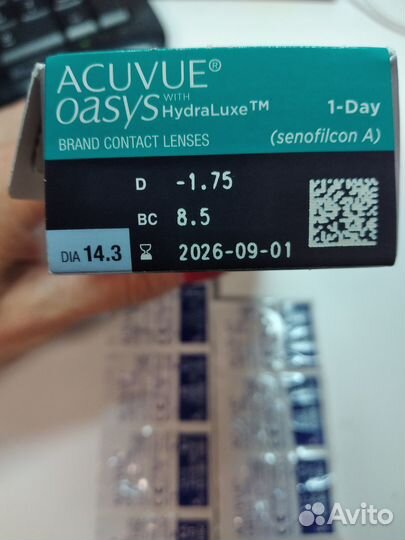 ACUVUE®
OASYS WITH HydraLuxe™ 1-Day
BRAND CONTACT LENSES (senofilcon A)
D -1.75
BC 8.5
DIA 14.3 2026-09-01
Avito